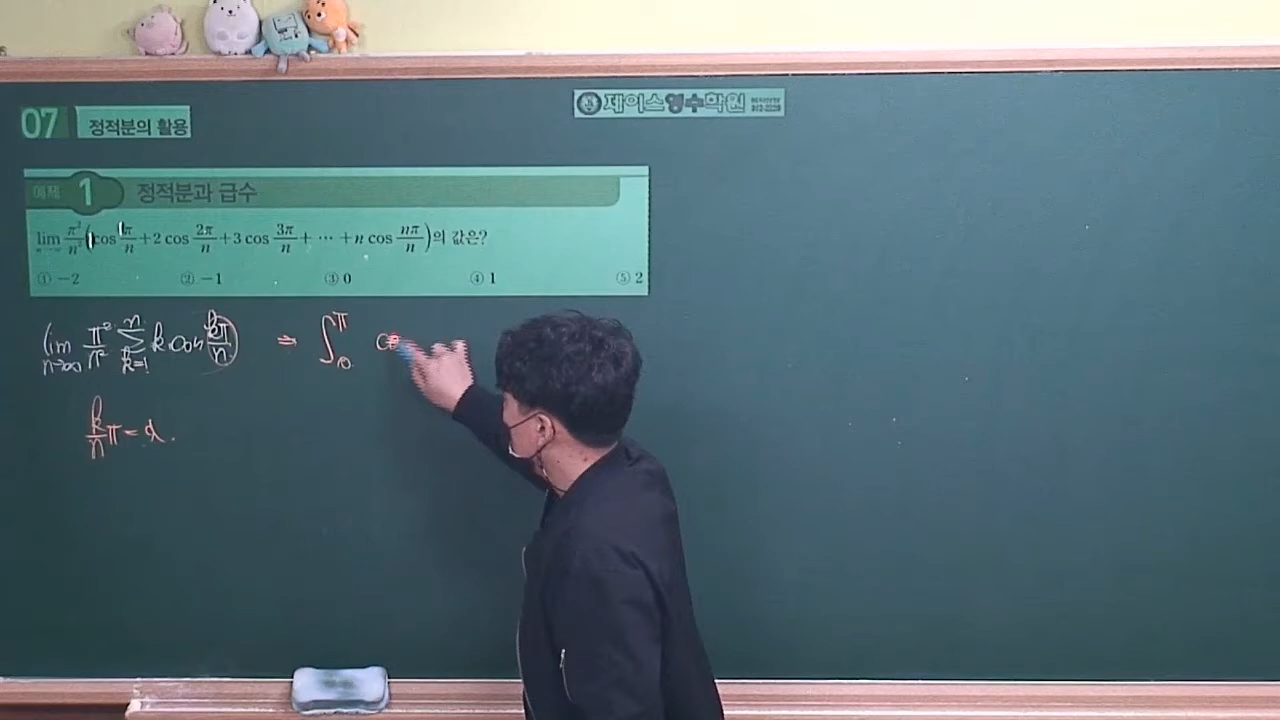 07 정적분의 활용
제이스영수학원
예제 1 정적분과 급수
lim π²/n² (cos π/n + 2 cos 2π/n + 3 cos 3π/n + ⋯ + n cos nπ/n)의 값은?
① −2 ② −1 ③ 0 ④ 1 ⑤ 2
lim n→∞ π²/n² Σ k=1 n k cos kπ/n ⇒ ∫₀^π co
k/n π = x.